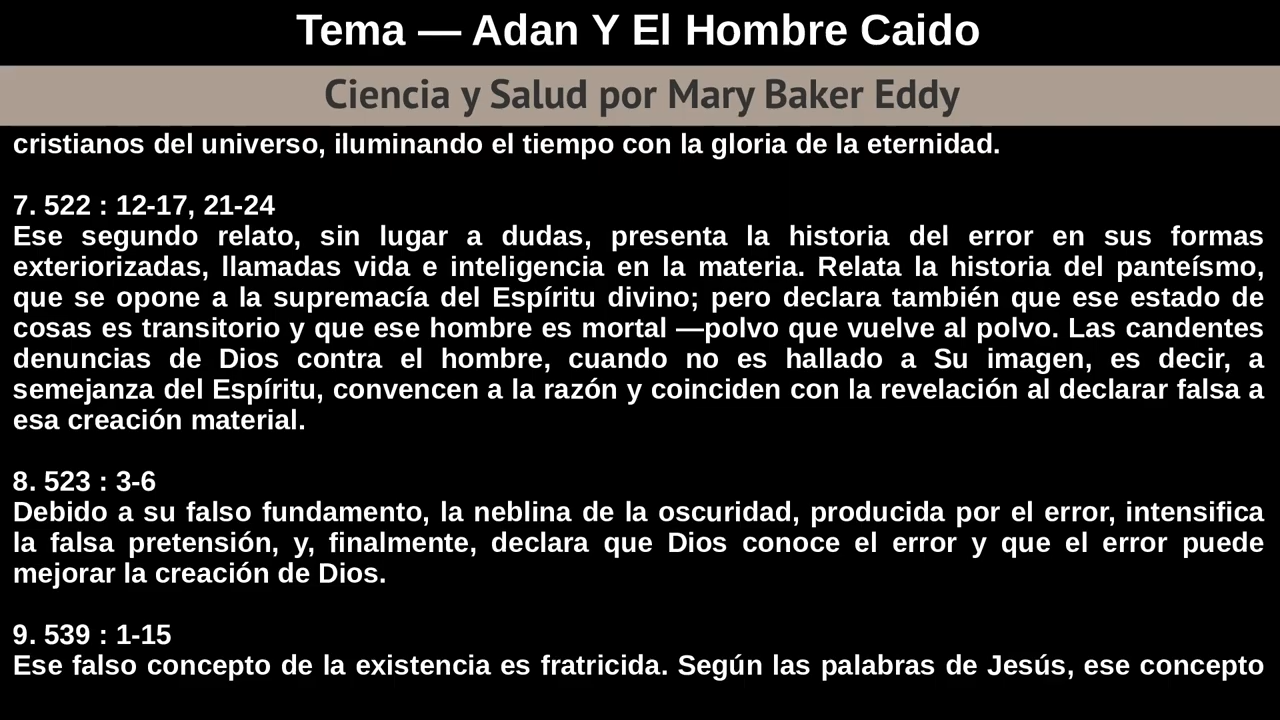 Tema — Adan Y El Hombre Caido
Ciencia y Salud por Mary Baker Eddy
cristianos del universo, iluminando el tiempo con la gloria de la eternidad.
7. 522 : 12-17, 21-24
Ese segundo relato, sin lugar a dudas, presenta la historia del error en sus formas
exteriorizadas, llamadas vida e inteligencia en la materia. Relata la historia del panteísmo,
que se opone a la supremacía del Espíritu divino; pero declara también que ese estado de
cosas es transitorio y que ese hombre es mortal —polvo que vuelve al polvo. Las candentes
denuncias de Dios contra el hombre, cuando no es hallado a Su imagen, es decir, a
semejanza del Espíritu, convencen a la razón y coinciden con la revelación al declarar falsa a
esa creación material.
8. 523 : 3-6
Debido a su falso fundamento, la neblina de la oscuridad, producida por el error, intensifica
la falsa pretensión, y, finalmente, declara que Dios conoce el error y que el error puede
mejorar la creación de Dios.
9. 539 : 1-15
Ese falso concepto de la existencia es fratricida. Según las palabras de Jesús, ese concepto